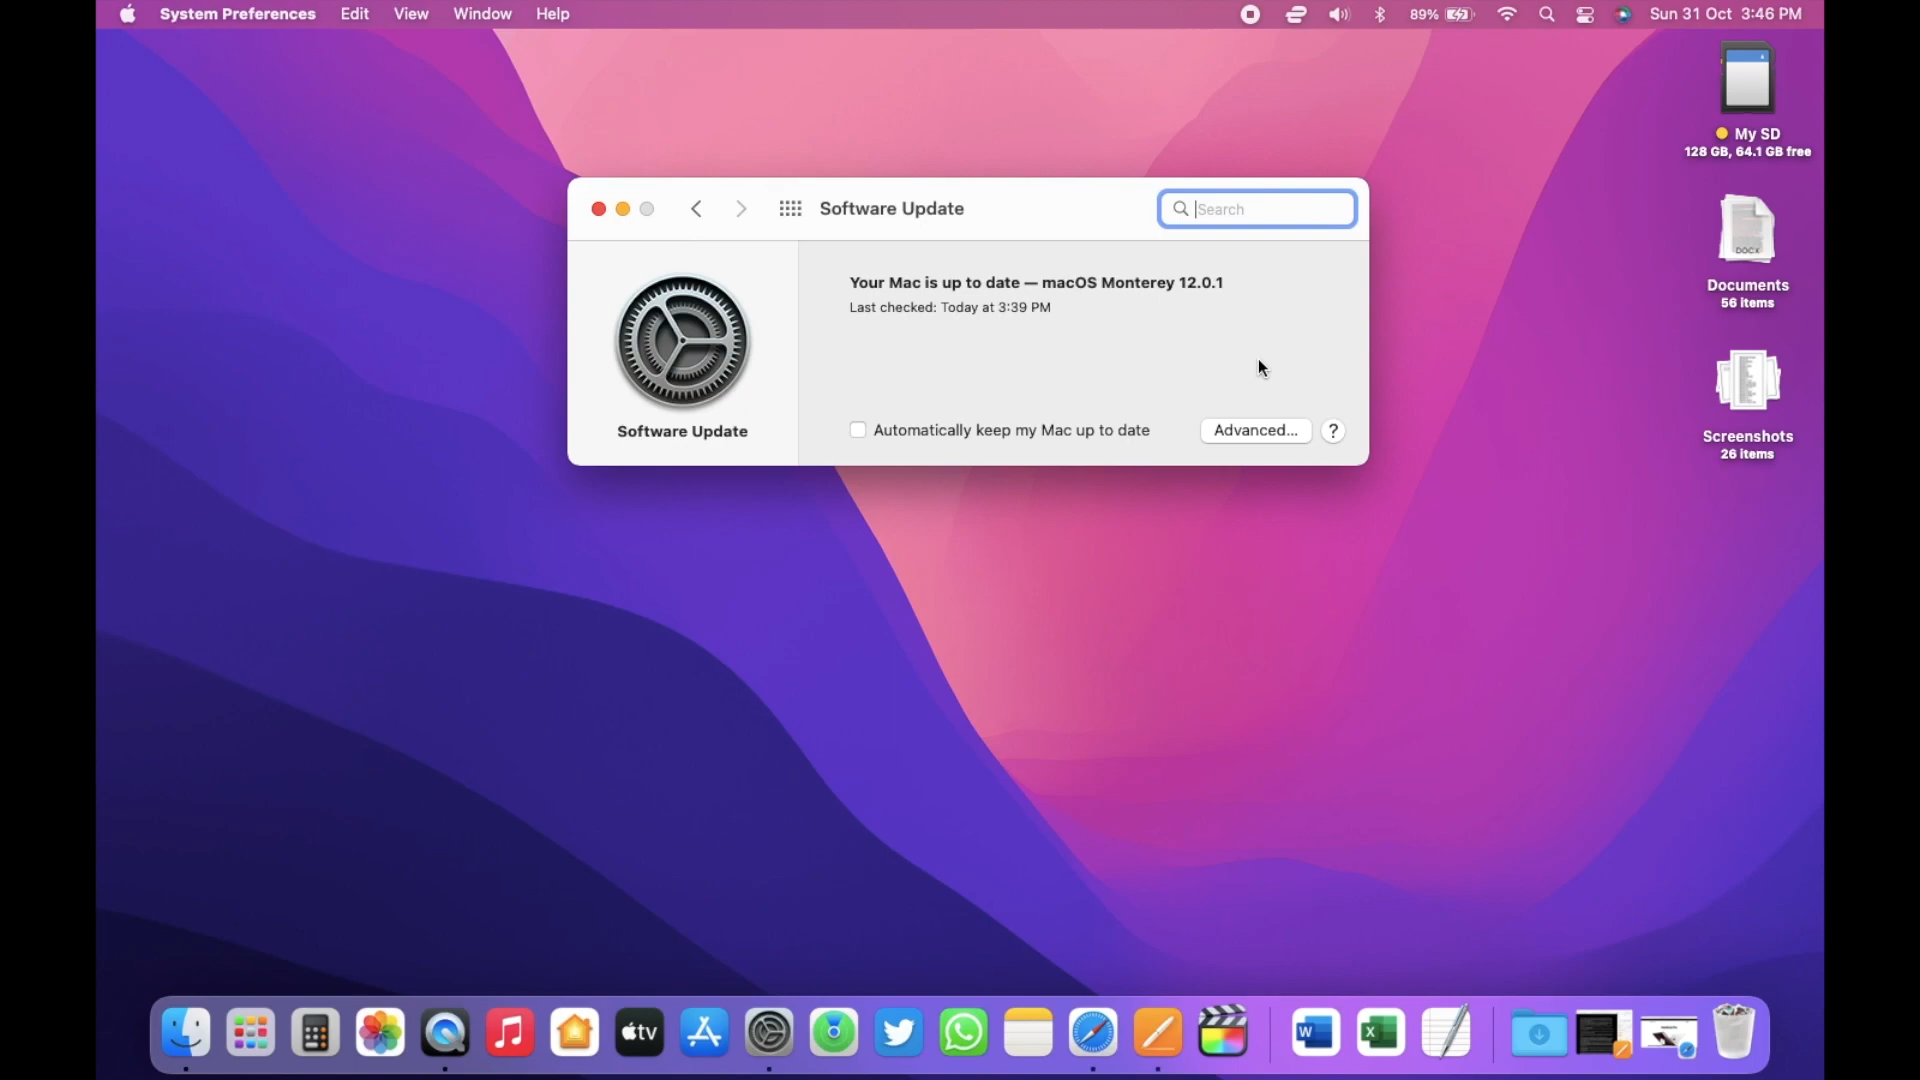 System Preferences Edit View Window Help
89% Sun 31 Oct 3:46 PM
My SD
128 GB, 64.1 GB free
DOCX
Documents
56 items
Screenshots
26 items
Software Update
Search
Your Mac is up to date — macOS Monterey 12.0.1
Last checked: Today at 3:39 PM
Software Update
Automatically keep my Mac up to date
Advanced...
?
tv
W
X